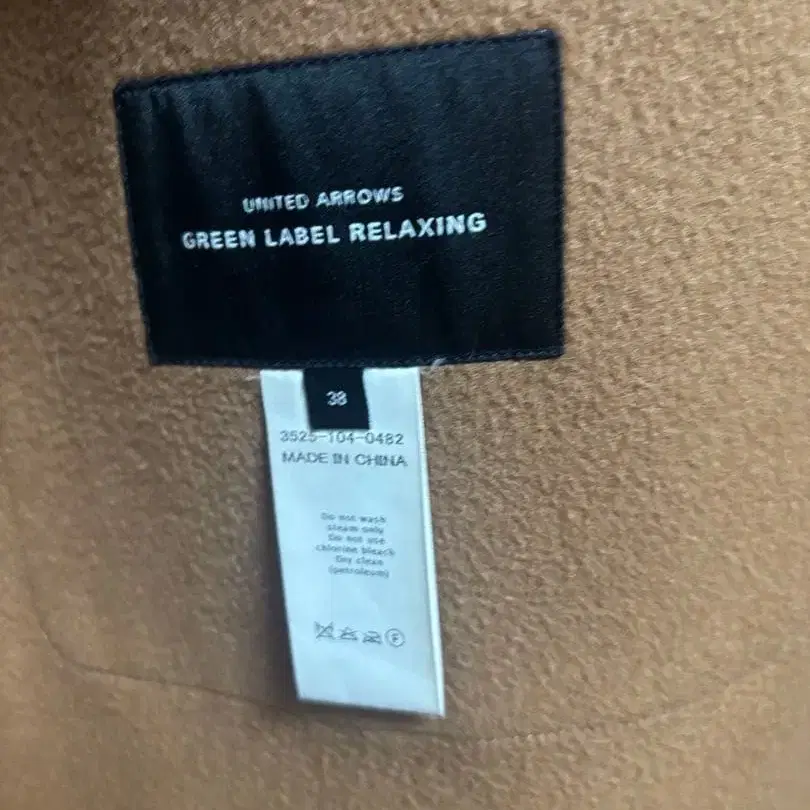 UNITED ARROWS
GREEN LABEL RELAXING
38
3525-104-0482
MADE IN CHINA
Do not wash
steam only
Do not use
chlorine bleach
Dry clean
(petroleum)
F